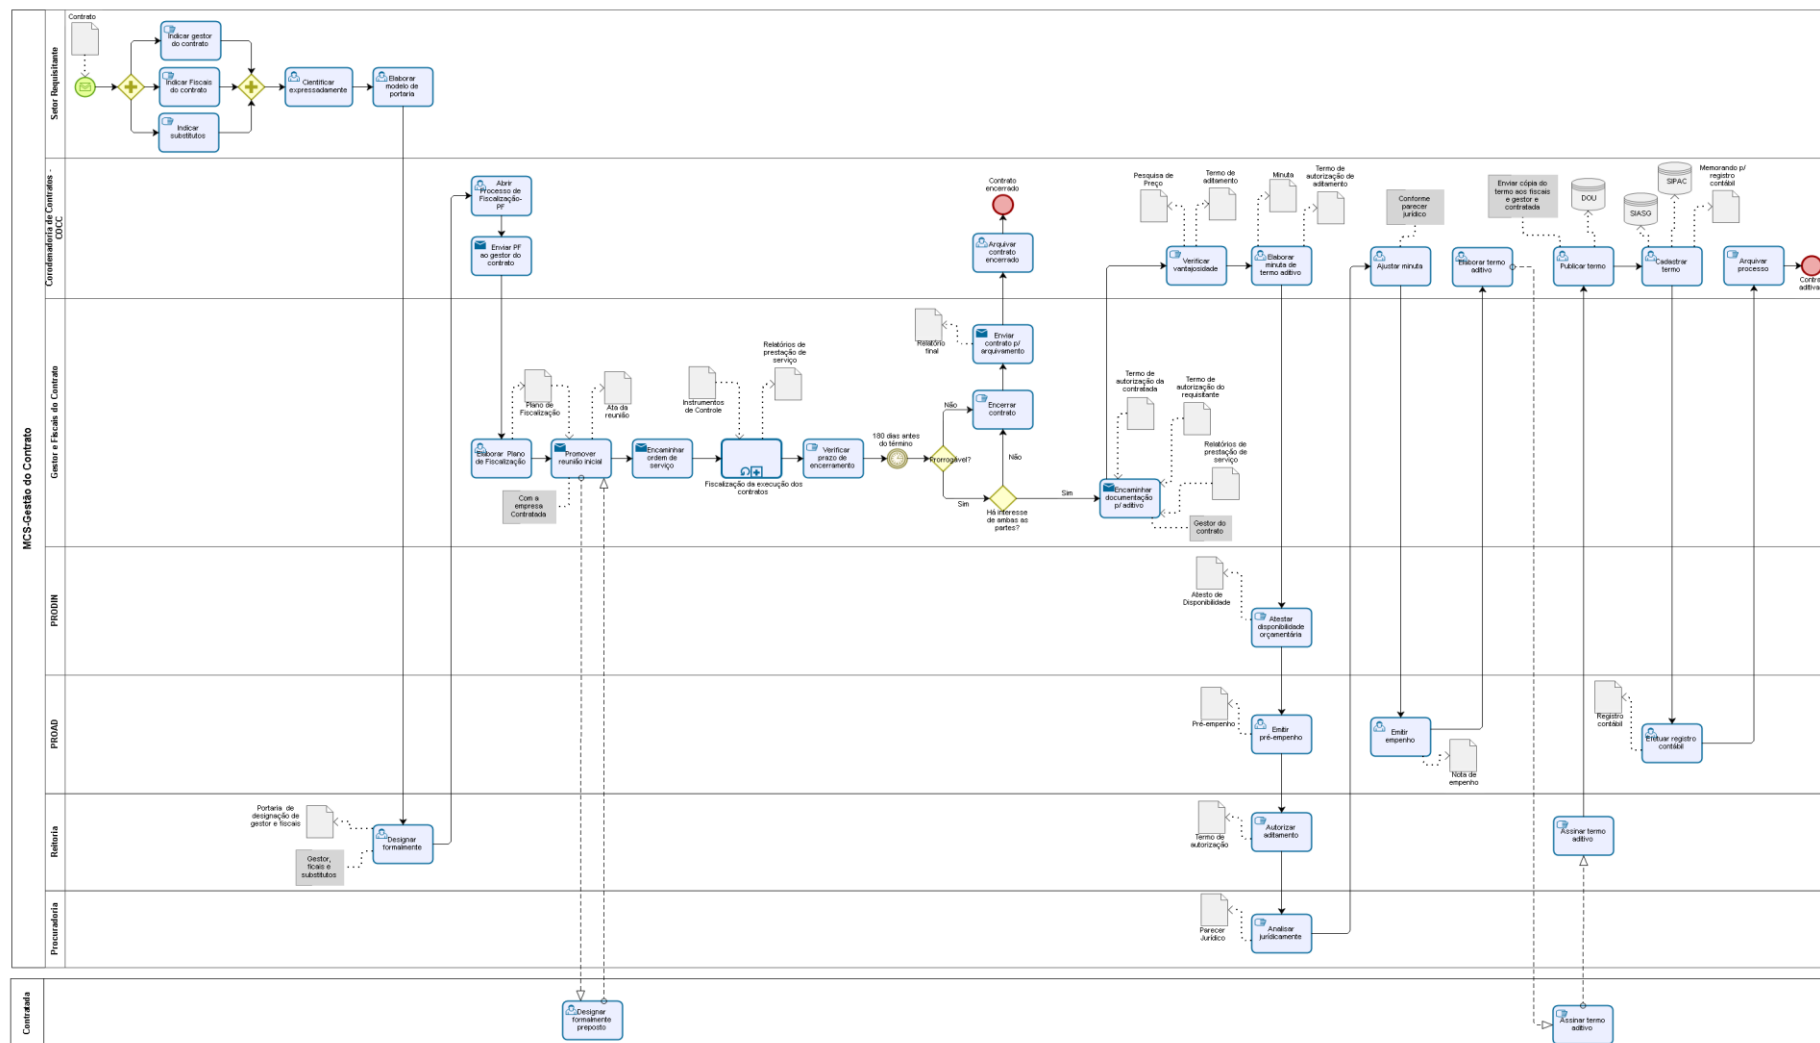 MCS-Gestão do Contrato
Setor Requisitante
Contrato
Indicar gestor
do contrato
Indicar Fiscais
do contrato
Indicar
substitutos
Cientificar
expressadamente
Elaborar
modelo de
portaria
Corodemadoria de Contratos -
COCC
Abrir
Processo de
Fiscalização-
PF
Enviar PF
ao gestor do
contrato
Contrato
encerrado
Arquivar
contrato
encerrado
Pesquisa de
Preço
Termo de
aditamento
Verificar
vantajosidade
Minuta
Termo de
autorização de
aditamento
Elaborar
minuta de
termo aditivo
Conforme
parecer
jurídico
Ajustar minuta
Elaborar termo
aditivo
Enviar cópia do
termo aos fiscais
e gestor e
contratada
DOU
Publicar termo
SIASG
SIPAC
Memorando p/
registro
contábil
Cadastrar
termo
Arquivar
processo
Contra
aditiva
Gestor e Fiscais do Contrato
Elaborar Plano
de Fiscalização
Plano de
Fiscalização
Promover
reunião inicial
Ata da
reunião
Com a
empresa
Contratada
Encaminhar
ordem de
serviço
Instrumentos
de Controle
Relatórios de
prestação de
serviço
Fiscalização da execução dos
contratos
Verificar
prazo de
encerramento
180 dias antes
do término
Prorrogável?
Não
Sim
Relatório
final
Enviar
contrato p/
arquivamento
Encerrar
contrato
Não
Há interesse
de ambas as
partes?
Sim
Termo de
autorização da
contratada
Termo de
autorização do
requisitante
Relatórios de
prestação de
serviço
Encaminhar
documentação
p/ aditivo
Gestor do
contrato
PRODIN
Atesto de
Disponibilidade
Atestar
disponibilidade
orçamentária
PROAD
Pré-empenho
Emitir
pré-empenho
Emitir
empenho
Nota de
empenho
Registro
contábil
Efetuar registro
contábil
Reitoria
Portaria de
designação de
gestor e fiscais
Gestor,
ficais e
substitutos
Designar
formalmente
Termo de
autorização
Autorizar
aditamento
Assinar termo
aditivo
Procuradoria
Parecer
Jurídico
Analisar
jurídicamente
Contratada
Designar
formalmente
preposto
Assinar termo
aditivo